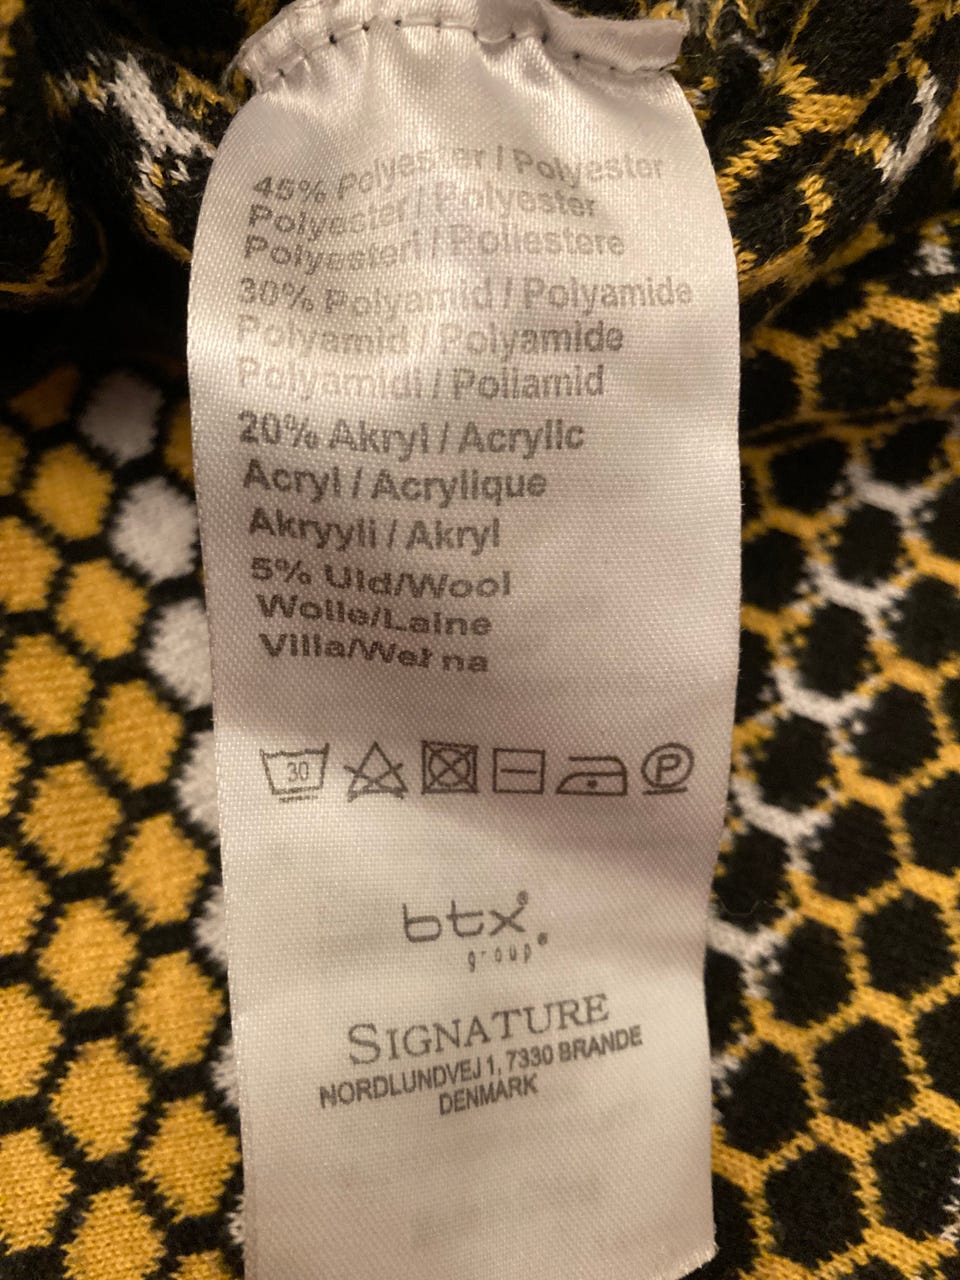 45% Polyester / Polyester
Polyester / Polyester
Polyesteri / Poliestere
30% Polyamid / Polyamide
Polyamid / Polyamide
Polyamidi / Poliamid
20% Akryl / Acrylic
Acryl / Acrylique
Akryyli / Akryl
5% Uld/Wool
Wolle/Laine
Villa/Wełna
30
P
btx
group
SIGNATURE
NORDLUNDVEJ 1, 7330 BRANDE
DENMARK